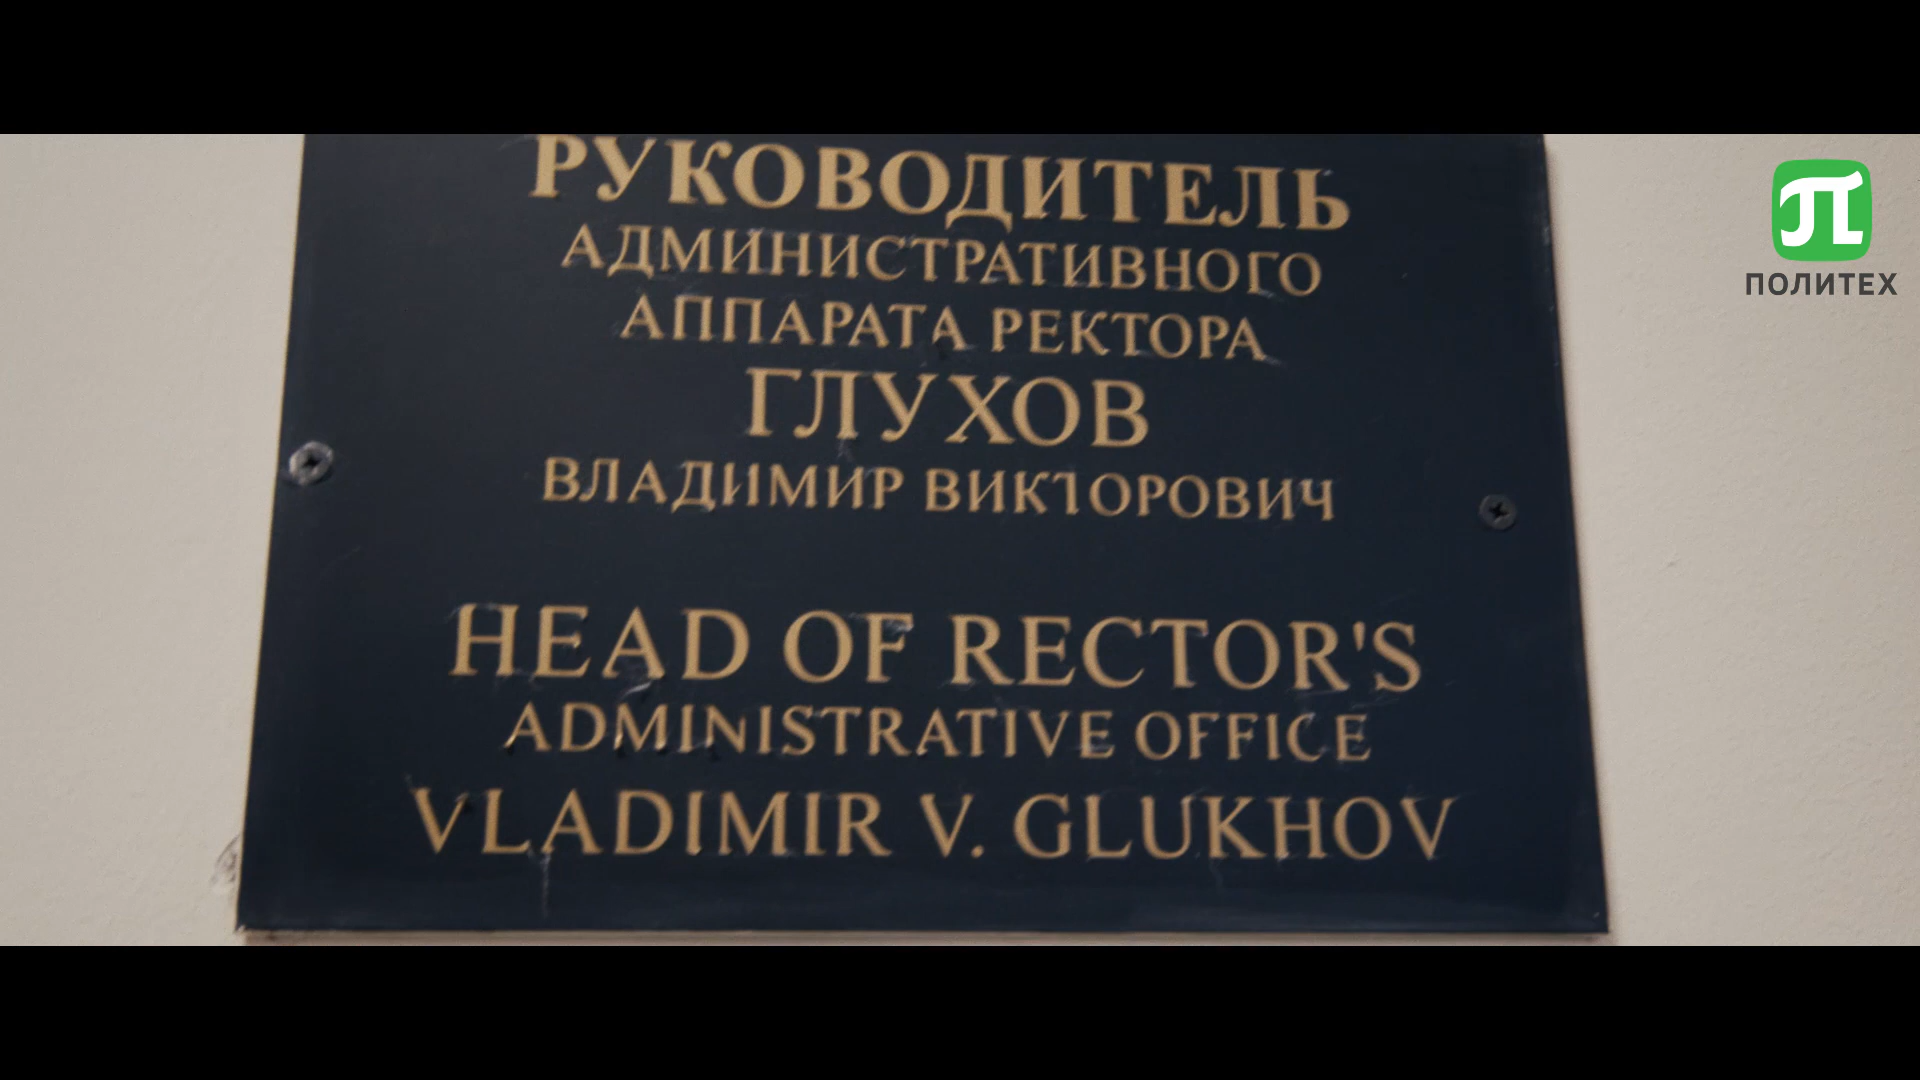 РУКОВОДИТЕЛЬ
АДМИНИСТРАТИВНОГО
АППАРАТА РЕКТОРА
ГЛУХОВ
ВЛАДИМИР ВИКТОРОВИЧ
HEAD OF RECTOR'S
ADMINISTRATIVE OFFICE
VLADIMIR V. GLUKHOV
ПОЛИТЕХ